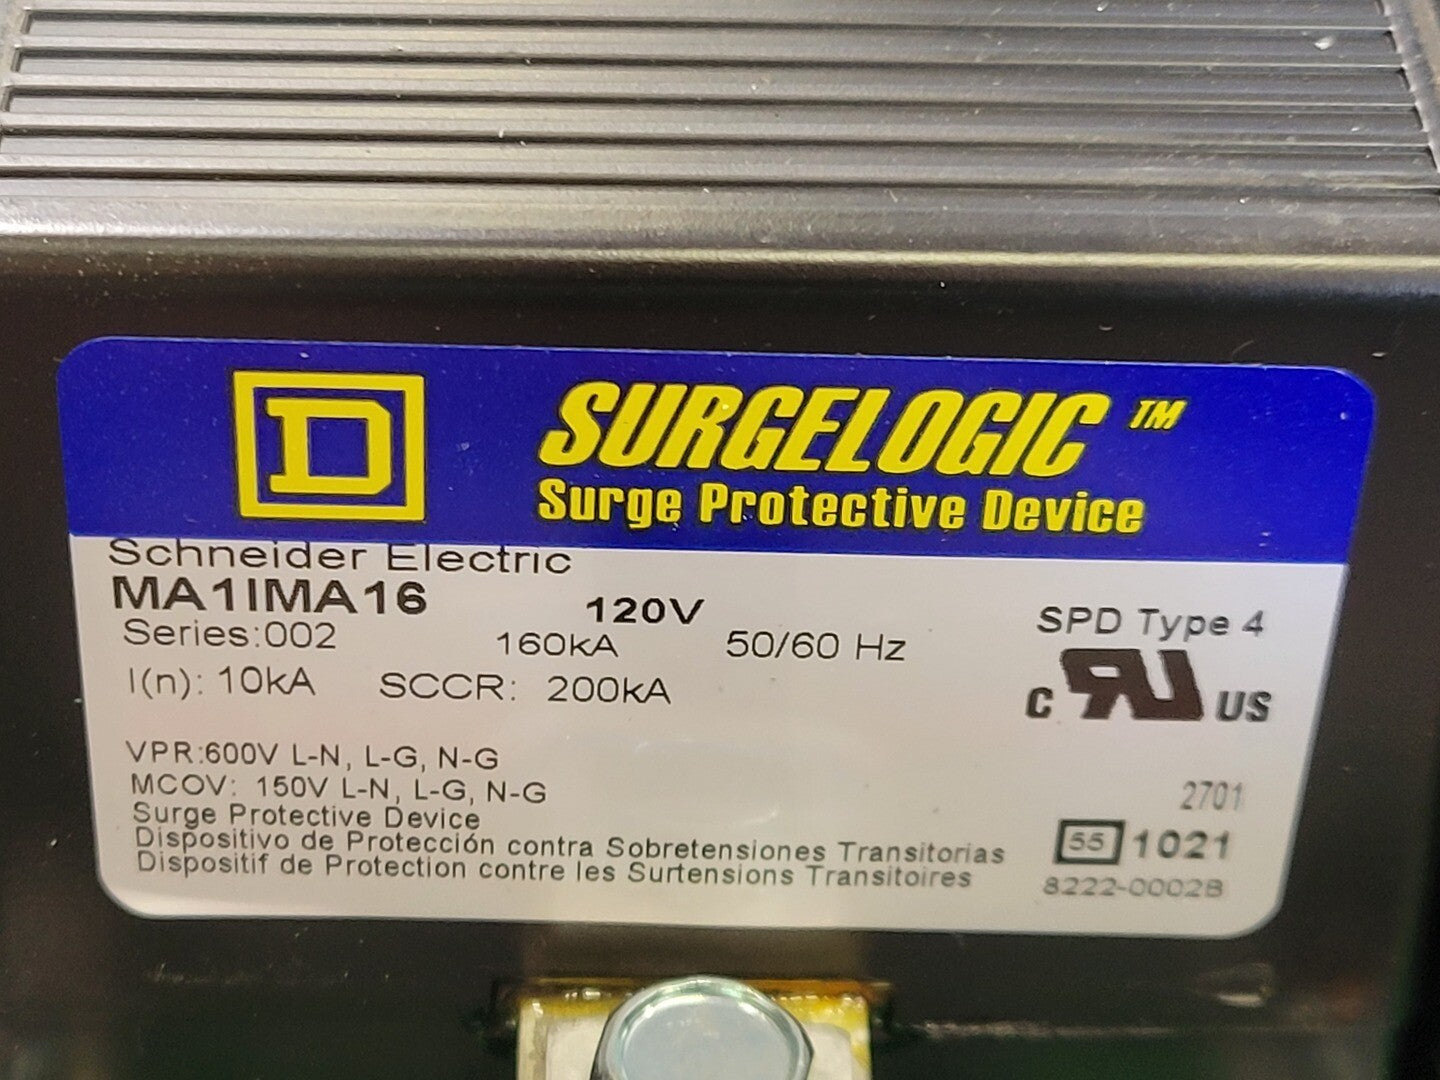 D
SURGELOGIC ™
Surge Protective Device
Schneider Electric
MA1IMA16 120V
SPD Type 4
Series:002 160kA 50/60 Hz
I(n): 10kA SCCR: 200kA
C RU US
VPR:600V L-N, L-G, N-G
MCOV: 150V L-N, L-G, N-G
2701
Surge Protective Device
Dispositivo de Protección contra Sobretensiones Transitorias
55 1021
Dispositif de Protection contre les Surtensions Transitoires
8222-0002B